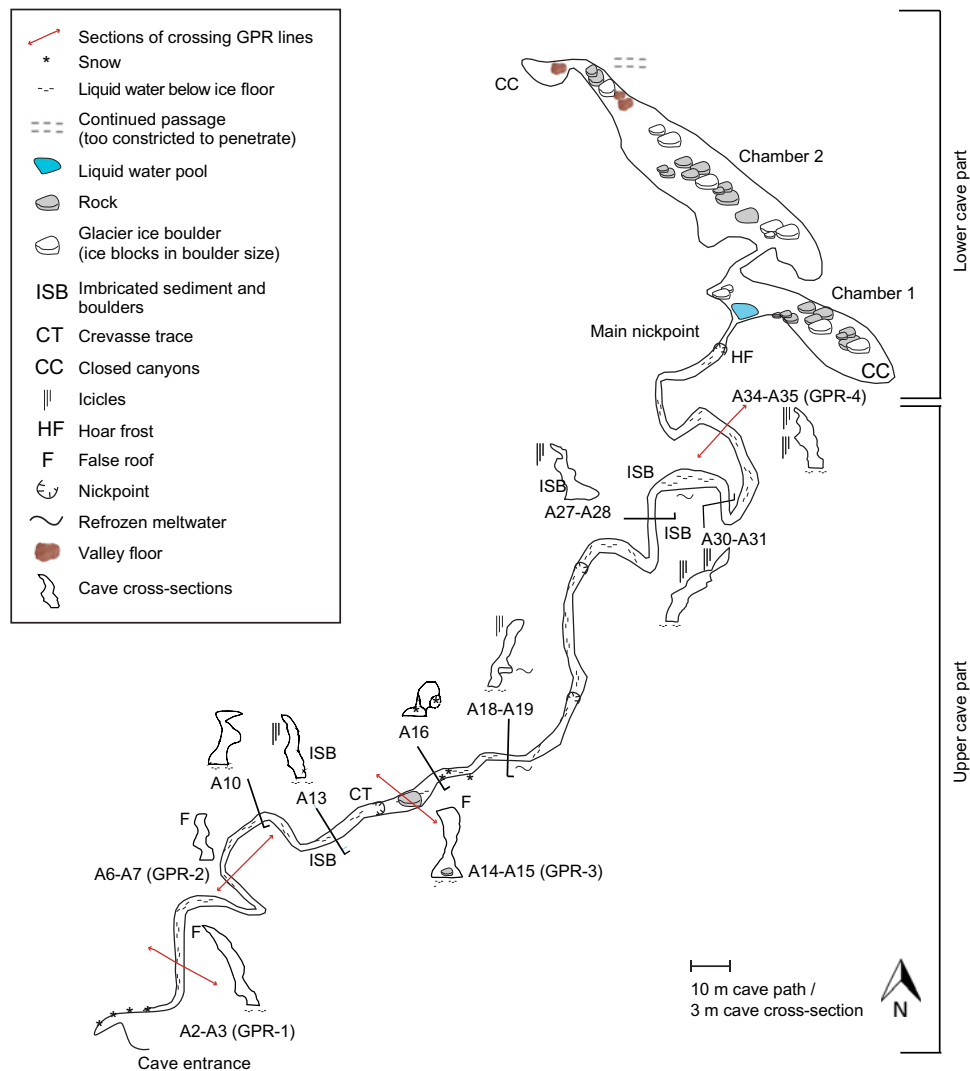 Sections of crossing GPR lines
* Snow
Liquid water below ice floor
Continued passage
(too constricted to penetrate)
Liquid water pool
Rock
Glacier ice boulder
(ice blocks in boulder size)
ISB Imbricated sediment and
boulders
CT Crevasse trace
CC Closed canyons
Icicles
HF Hoar frost
F False roof
Nickpoint
Refrozen meltwater
Valley floor
Cave cross-sections
CC
Chamber 2
Lower cave part
Chamber 1
Main nickpoint
HF
CC
A34-A35 (GPR-4)
ISB
ISB
A27-A28
ISB
A30-A31
Upper cave part
A18-A19
A16
ISB
A10
A13
CT
F
F
ISB
A6-A7 (GPR-2)
A14-A15 (GPR-3)
F
10 m cave path /
3 m cave cross-section
N
A2-A3 (GPR-1)
Cave entrance